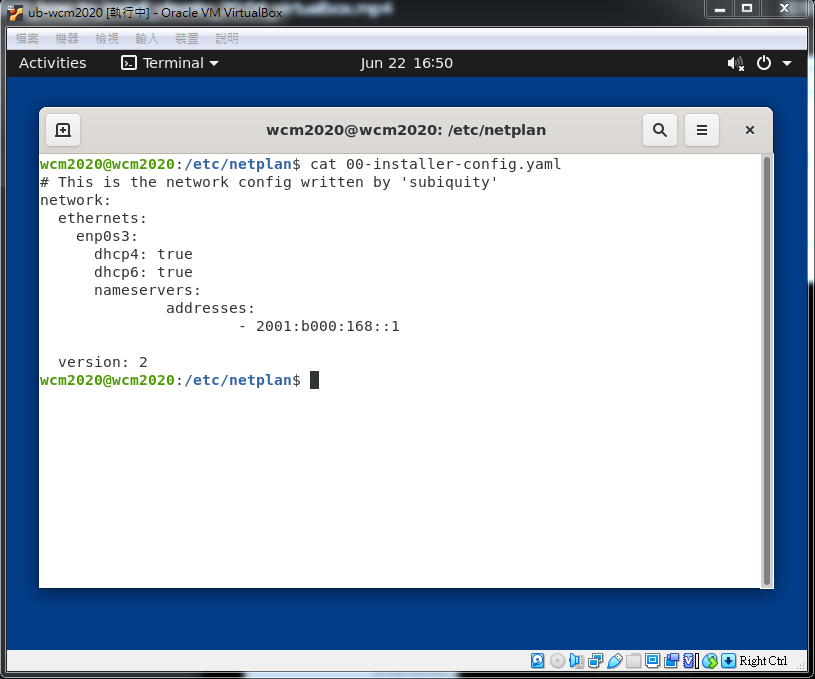 ub-wcm2020 [執行中] - Oracle VM VirtualBox
檔案 機器 檢視 輸入 裝置 說明
Activities Terminal Jun 22 16:50
wcm2020@wcm2020: /etc/netplan
wcm2020@wcm2020:/etc/netplan$ cat 00-installer-config.yaml
# This is the network config written by 'subiquity'
network:
  ethernets:
    enp0s3:
      dhcp4: true
      dhcp6: true
      nameservers:
              addresses:
                      - 2001:b000:168::1
  version: 2
wcm2020@wcm2020:/etc/netplan$
Right Ctrl